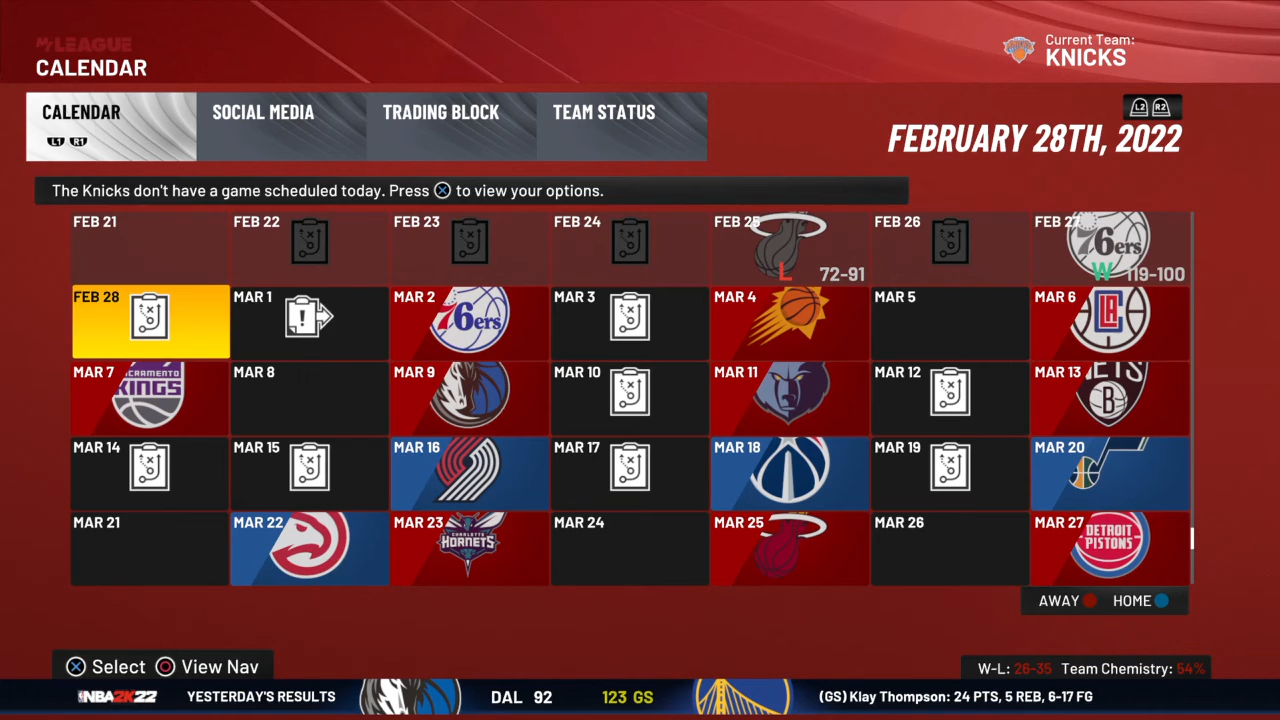 MyLEAGUE
CALENDAR
Current Team:
KNICKS
CALENDAR
SOCIAL MEDIA
TRADING BLOCK
TEAM STATUS
L1 R1
L2 R2
FEBRUARY 28TH, 2022
The Knicks don't have a game scheduled today. Press ⓧ to view your options.
FEB 21 FEB 22 FEB 23 FEB 24 FEB 25 FEB 26 FEB 27
L 72-91
76ers W 119-100
FEB 28 MAR 1 MAR 2 MAR 3 MAR 4 MAR 5 MAR 6
! 76ers LA
MAR 7 MAR 8 MAR 9 MAR 10 MAR 11 MAR 12 MAR 13
SACRAMENTO KINGS NETS B
MAR 14 MAR 15 MAR 16 MAR 17 MAR 18 MAR 19 MAR 20
MAR 21 MAR 22 MAR 23 MAR 24 MAR 25 MAR 26 MAR 27
CHARLOTTE HORNETS DETROIT PISTONS
AWAY HOME
Select View Nav
W-L: 26-35 Team Chemistry: 54%
NBA2K22 YESTERDAY'S RESULTS DAL 92 123 GS (GS) Klay Thompson: 24 PTS, 5 REB, 6-17 FG